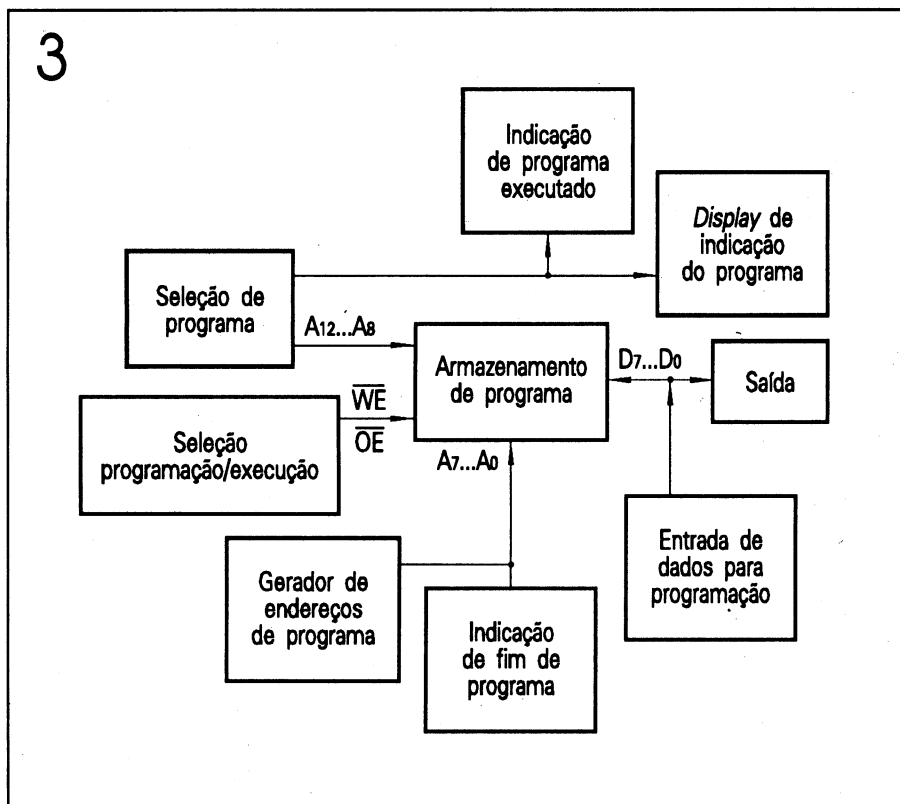 3
Indicação
de programa
executado
Display de
indicação
do programa
Seleção de
programa
A12...A8
Armazenamento
de programa
D7...D0
Saída
WE
OE
Seleção
programação/execução
A7...A0
Gerador de
endereços
de programa
Indicação
de fim de
programa
Entrada de
dados para
programação